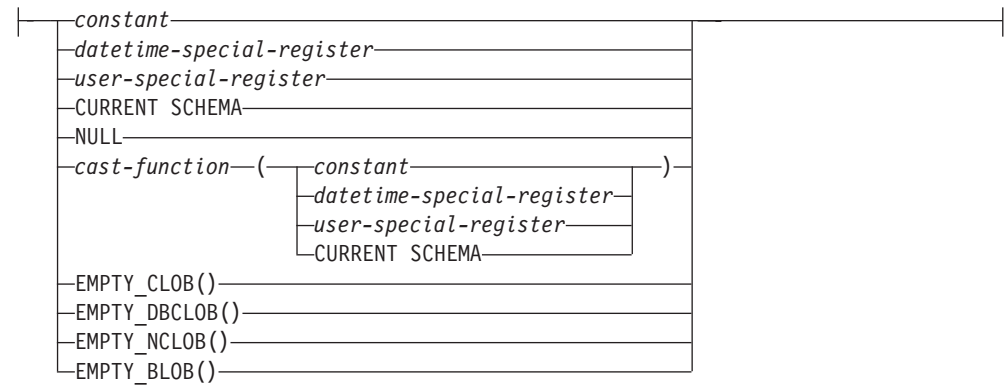 constant
datetime-special-register
user-special-register
CURRENT SCHEMA
NULL
cast-function ( constant )
datetime-special-register
user-special-register
CURRENT SCHEMA
EMPTY_CLOB()
EMPTY_DBCLOB()
EMPTY_NCLOB()
EMPTY_BLOB()